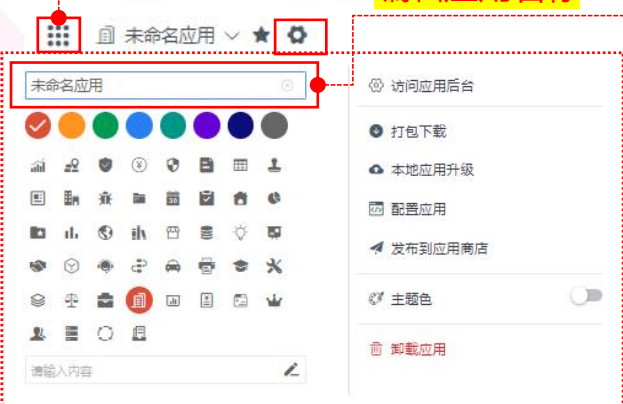 未命名应用
未命名应用
访问应用后台
打包下载
本地应用升级
配置应用
发布到应用商店
主题色
卸載应用
请输入内容